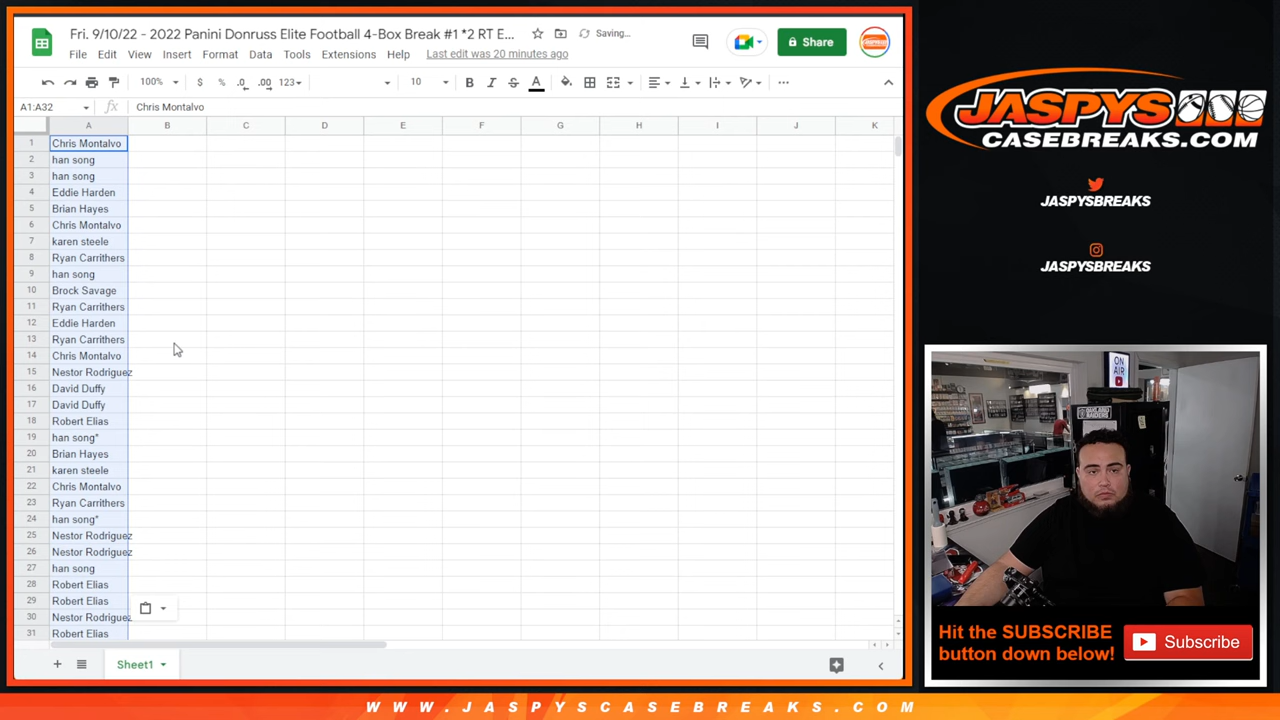 Fri. 9/10/22 - 2022 Panini Donruss Elite Football 4-Box Break #1 *2 RT E...
Saving...
Share
File Edit View Insert Format Data Tools Extensions Help Last edit was 20 minutes ago
100% $ % .0 .00 123 10 B I S A
A1:A32 fx Chris Montalvo
A B C D E F G H I J K
1 Chris Montalvo
2 han song
3 han song
4 Eddie Harden
5 Brian Hayes
6 Chris Montalvo
7 karen steele
8 Ryan Carrithers
9 han song
10 Brock Savage
11 Ryan Carrithers
12 Eddie Harden
13 Ryan Carrithers
14 Chris Montalvo
15 Nestor Rodriguez
16 David Duffy
17 David Duffy
18 Robert Elias
19 han song*
20 Brian Hayes
21 karen steele
22 Chris Montalvo
23 Ryan Carrithers
24 han song*
25 Nestor Rodriguez
26 Nestor Rodriguez
27 han song
28 Robert Elias
29 Robert Elias
30 Nestor Rodriguez
31 Robert Elias
Sheet1
JASPYS
CASEBREAKS.COM
JASPYSBREAKS
JASPYSBREAKS
ON
AIR
OAKLAND
RAIDERS
Hit the SUBSCRIBE
button down below!
Subscribe
WWW.JASPYSCASEBREAKS.COM